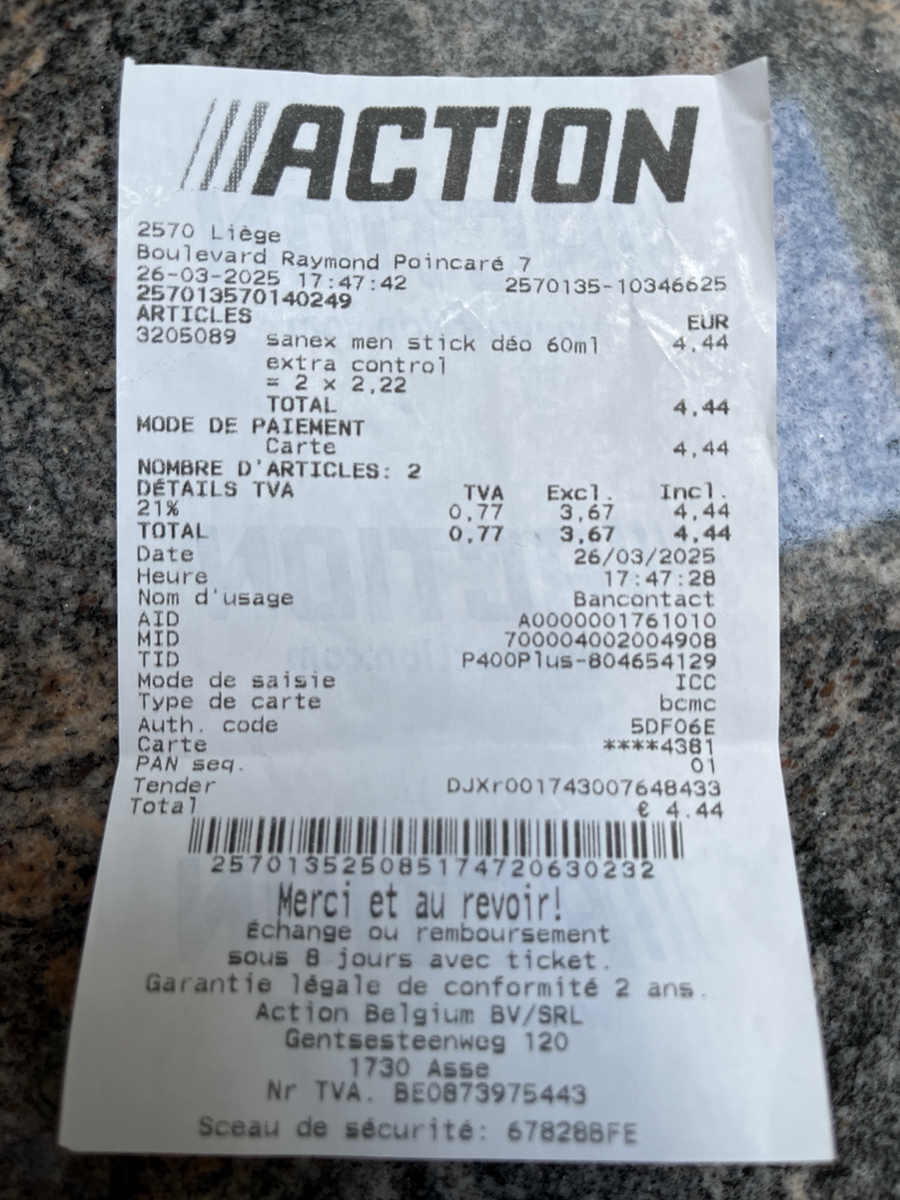 ///ACTION
2570 Liège
Boulevard Raymond Poincaré 7
26-03-2025 17:47:42 2570135-10346625
257013570140249
ARTICLES EUR
3205089 sanex men stick déo 60ml 4,44
extra control
= 2 x 2,22
TOTAL 4,44
MODE DE PAIEMENT
Carte 4,44
NOMBRE D'ARTICLES: 2
DÉTAILS TVA TVA Excl. Incl.
21% 0,77 3,67 4,44
TOTAL 0,77 3,67 4,44
Date 26/03/2025
Heure 17:47:28
Nom d'usage Bancontact
AID A0000001761010
MID 700004002004908
TID P400Plus-804654129
Mode de saisie ICC
Type de carte bcmc
Auth. code 5DF06E
Carte ****4381
PAN seq. 01
Tender DJXr001743007648433
Total € 4.44
2570135250851747206​30232
Merci et au revoir!
Échange ou remboursement
sous 8 jours avec ticket.
Garantie légale de conformité 2 ans.
Action Belgium BV/SRL
Gentsesteenweg 120
1730 Asse
Nr TVA. BE0873975443
Sceau de sécurité: 67828BFE